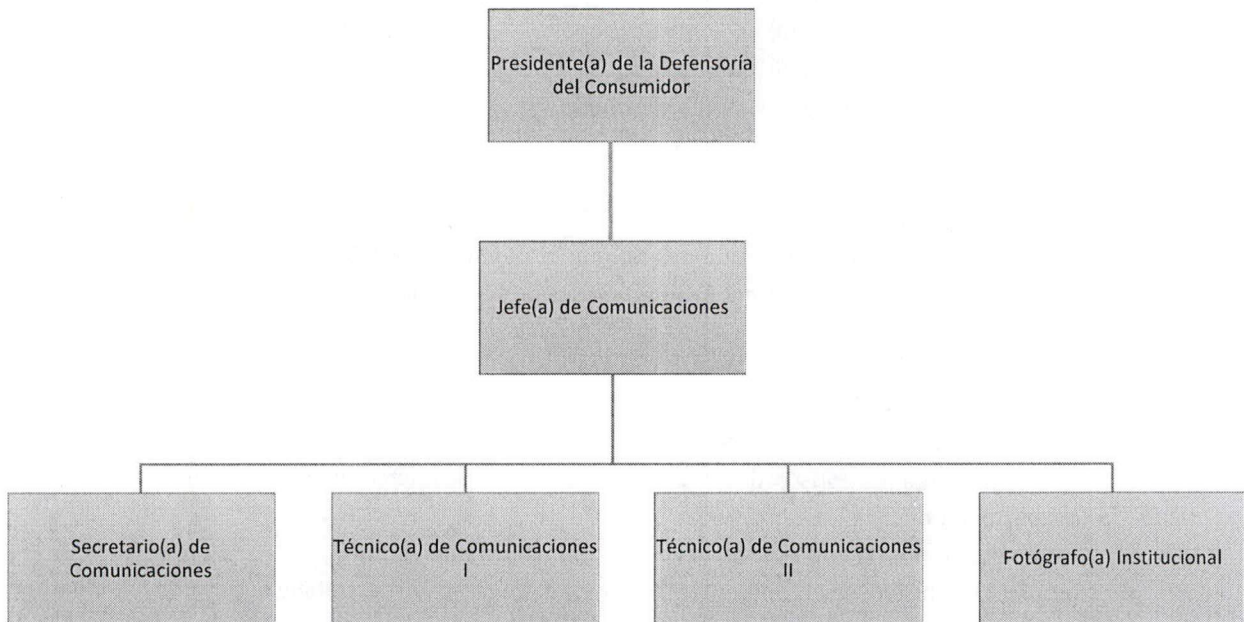 Presidente(a) de la Defensoría
del Consumidor
Jefe(a) de Comunicaciones
Secretario(a) de
Comunicaciones
Técnico(a) de Comunicaciones
I
Técnico(a) de Comunicaciones
II
Fotógrafo(a) Institucional